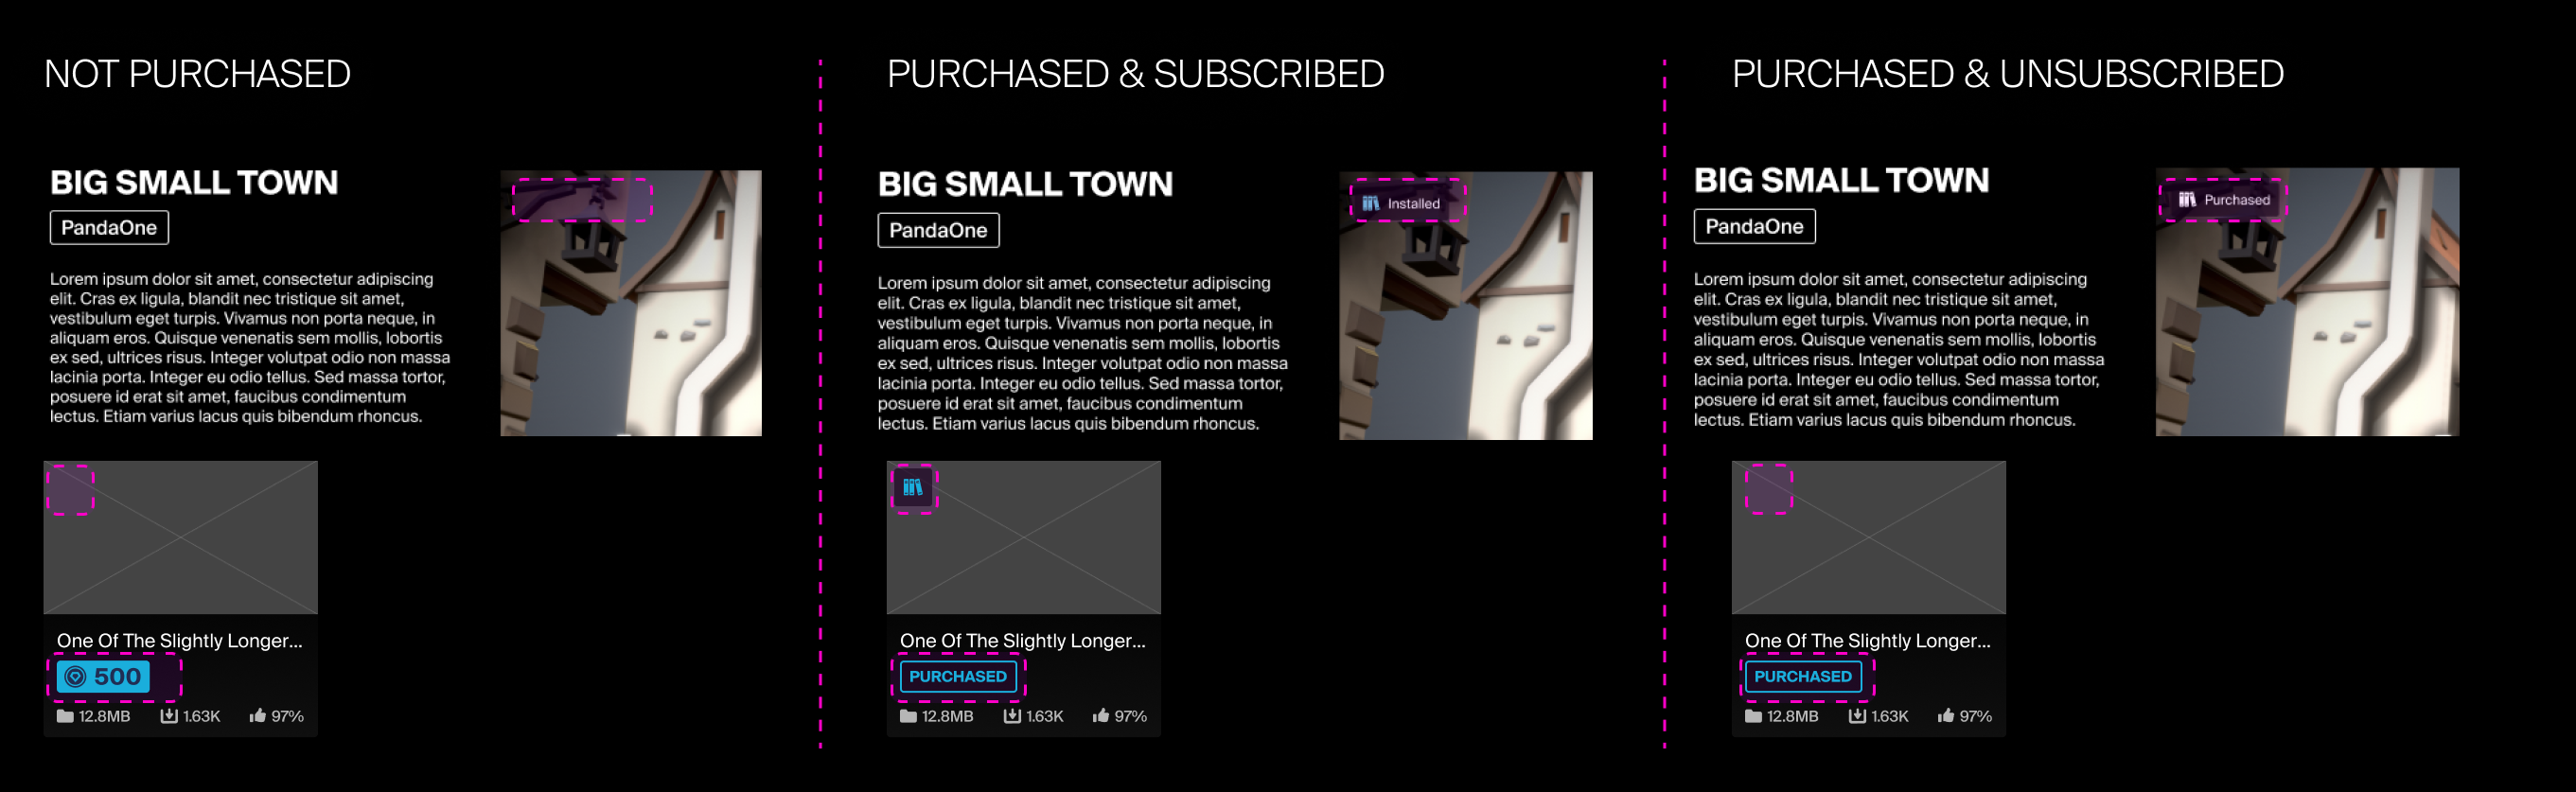 NOT PURCHASED
BIG SMALL TOWN
PandaOne
Lorem ipsum dolor sit amet, consectetur adipiscing
elit. Cras ex ligula, blandit nec tristique sit amet,
vestibulum eget turpis. Vivamus non porta neque, in
aliquam eros. Quisque venenatis sem mollis, lobortis
ex sed, ultrices risus. Integer volutpat odio non massa
lacinia porta. Integer eu odio tellus. Sed massa tortor,
posuere id erat sit amet, faucibus condimentum
lectus. Etiam varius lacus quis bibendum rhoncus.
One Of The Slightly Longer...
500
12.8MB 1.63K 97%
PURCHASED & SUBSCRIBED
BIG SMALL TOWN
PandaOne
Installed
Lorem ipsum dolor sit amet, consectetur adipiscing
elit. Cras ex ligula, blandit nec tristique sit amet,
vestibulum eget turpis. Vivamus non porta neque, in
aliquam eros. Quisque venenatis sem mollis, lobortis
ex sed, ultrices risus. Integer volutpat odio non massa
lacinia porta. Integer eu odio tellus. Sed massa tortor,
posuere id erat sit amet, faucibus condimentum
lectus. Etiam varius lacus quis bibendum rhoncus.
One Of The Slightly Longer...
PURCHASED
12.8MB 1.63K 97%
PURCHASED & UNSUBSCRIBED
BIG SMALL TOWN
PandaOne
Purchased
Lorem ipsum dolor sit amet, consectetur adipiscing
elit. Cras ex ligula, blandit nec tristique sit amet,
vestibulum eget turpis. Vivamus non porta neque, in
aliquam eros. Quisque venenatis sem mollis, lobortis
ex sed, ultrices risus. Integer volutpat odio non massa
lacinia porta. Integer eu odio tellus. Sed massa tortor,
posuere id erat sit amet, faucibus condimentum
lectus. Etiam varius lacus quis bibendum rhoncus.
One Of The Slightly Longer...
PURCHASED
12.8MB 1.63K 97%